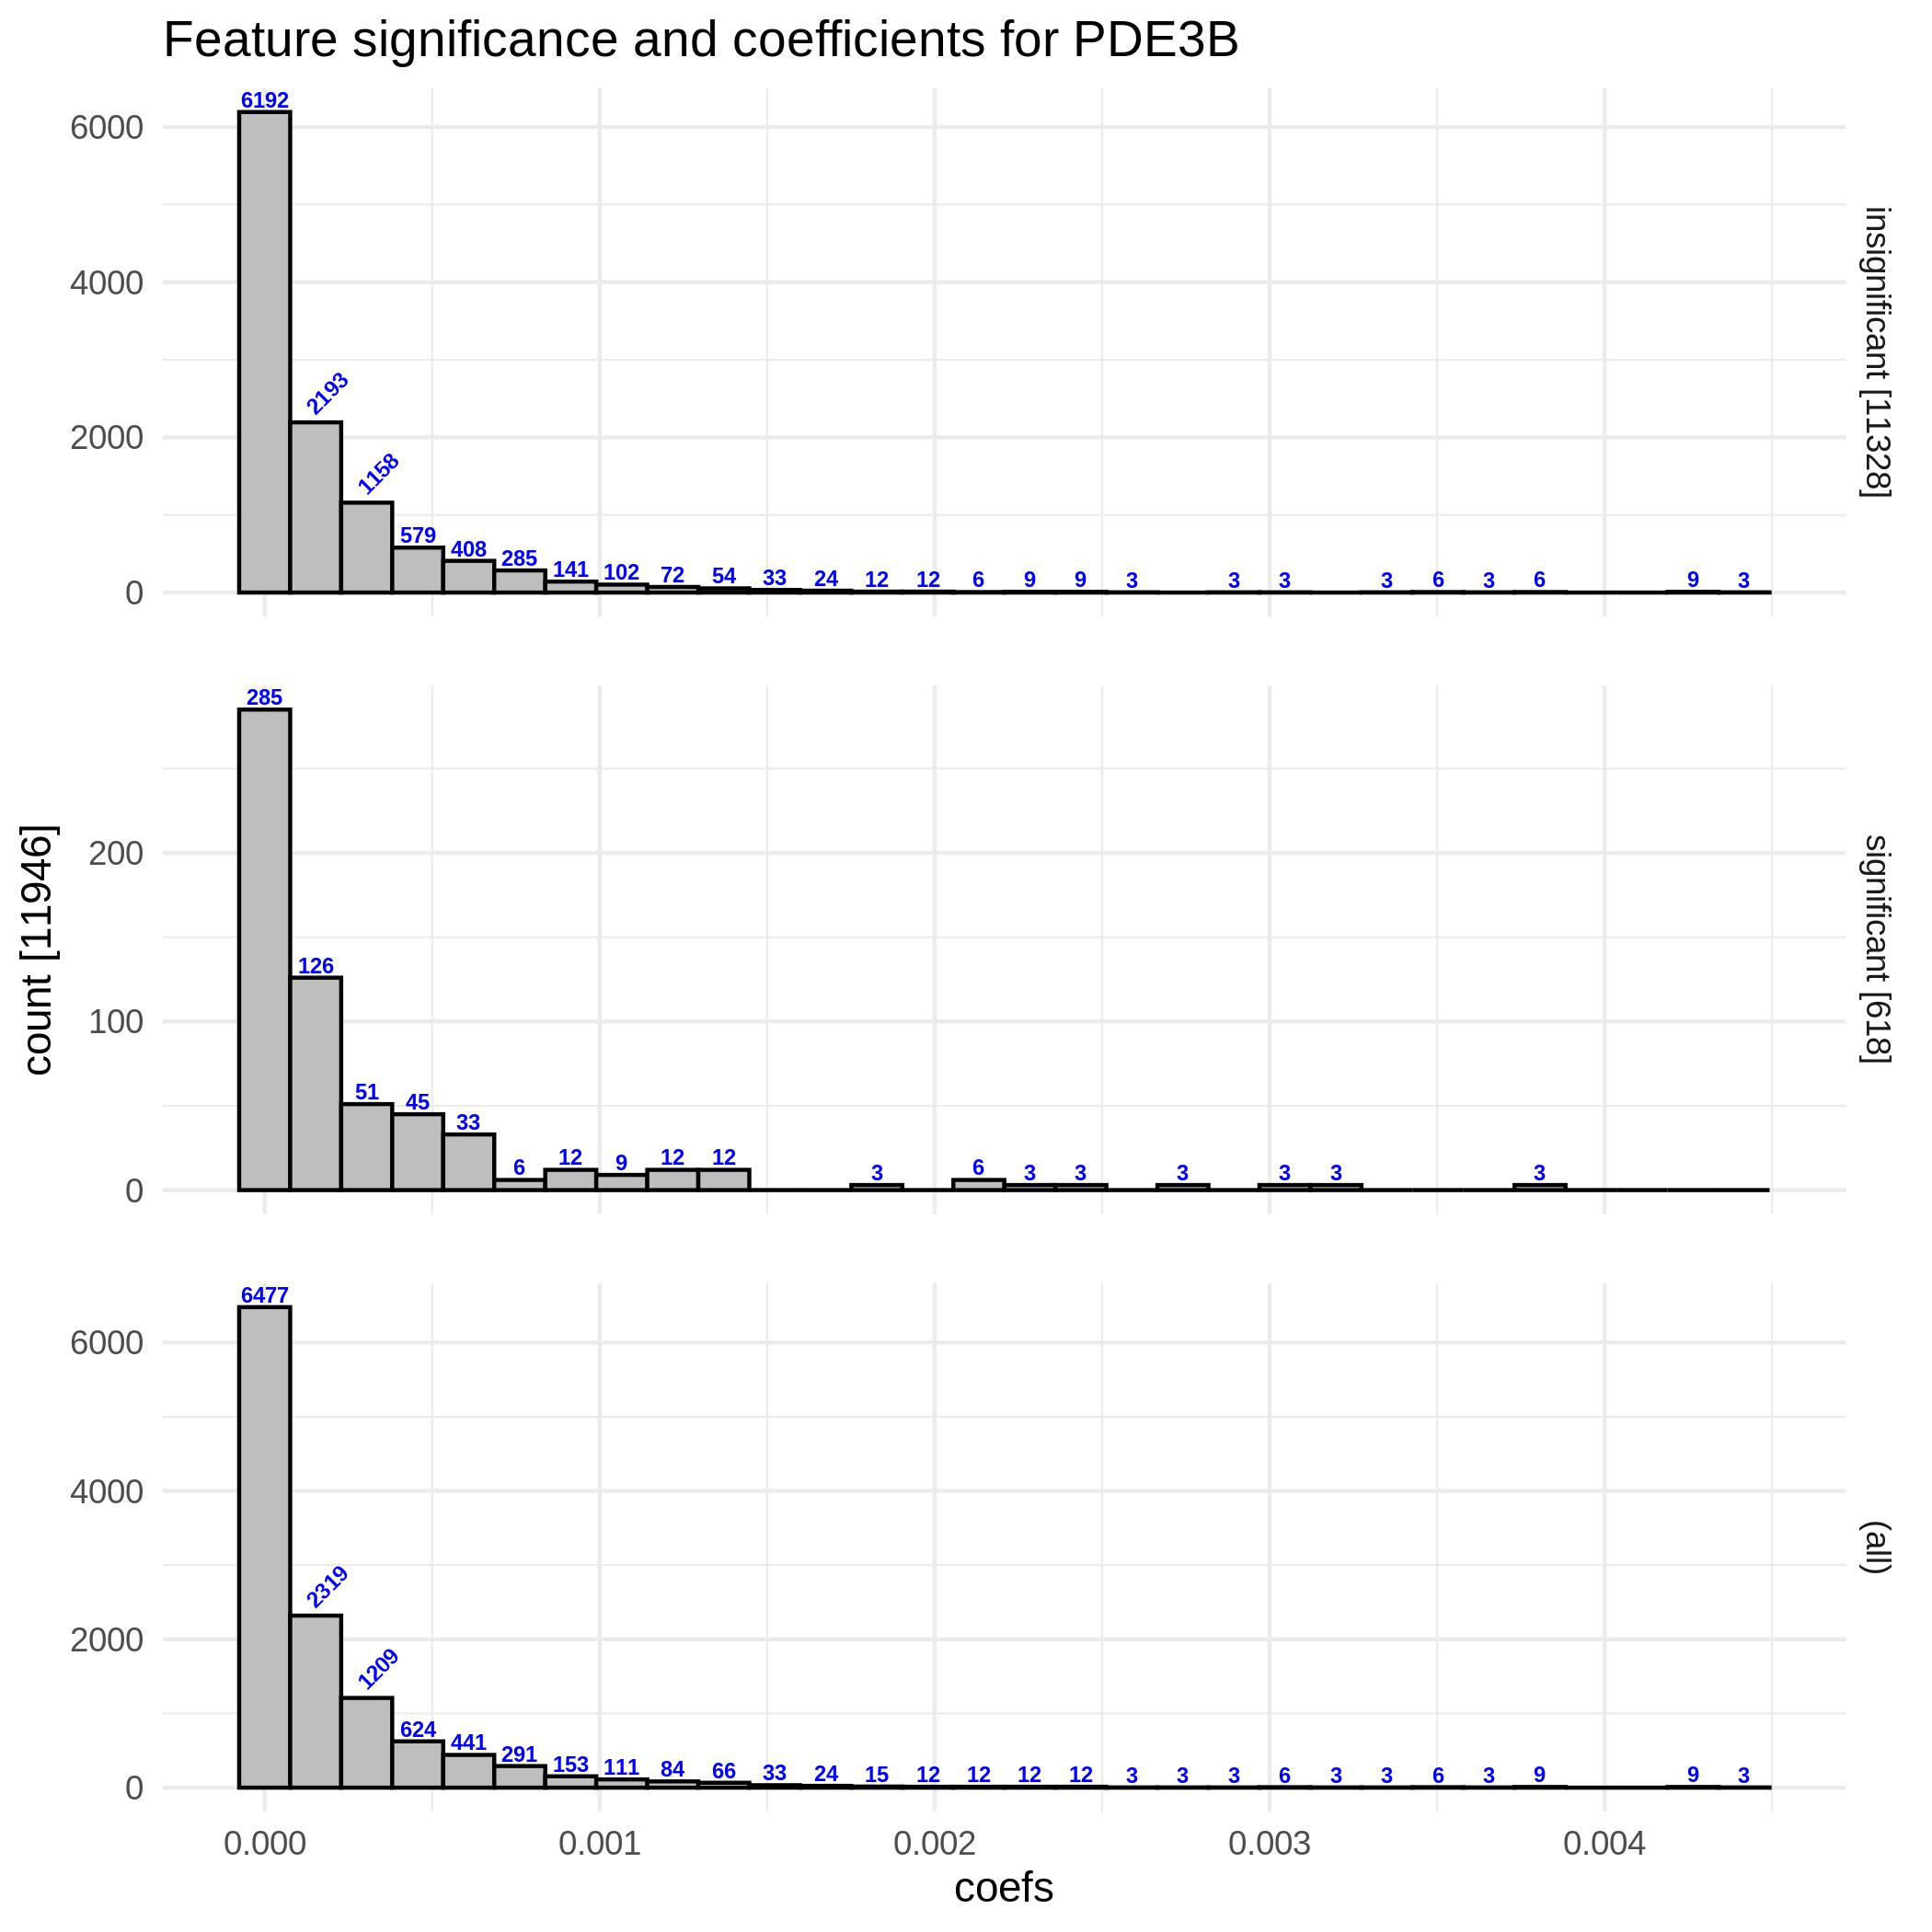 Feature significance and coefficients for PDE3B
count [11946]
6000
4000
2000
0
6192
2193
1158
579 408 285 141 102 72 54 33 24 12 12 6 9 9 3 3 3 3 6 3 6 9 3
insignificant [11328]
200
100
0
285
126
51 45 33 6 12 9 12 12 3 6 3 3 3 3 3 3
significant [618]
6000
4000
2000
0
6477
2319
1209
624 441 291 153 111 84 66 33 24 15 12 12 12 12 3 3 3 6 3 3 6 3 9 9 3
(all)
0.000 0.001 0.002 0.003 0.004
coefs